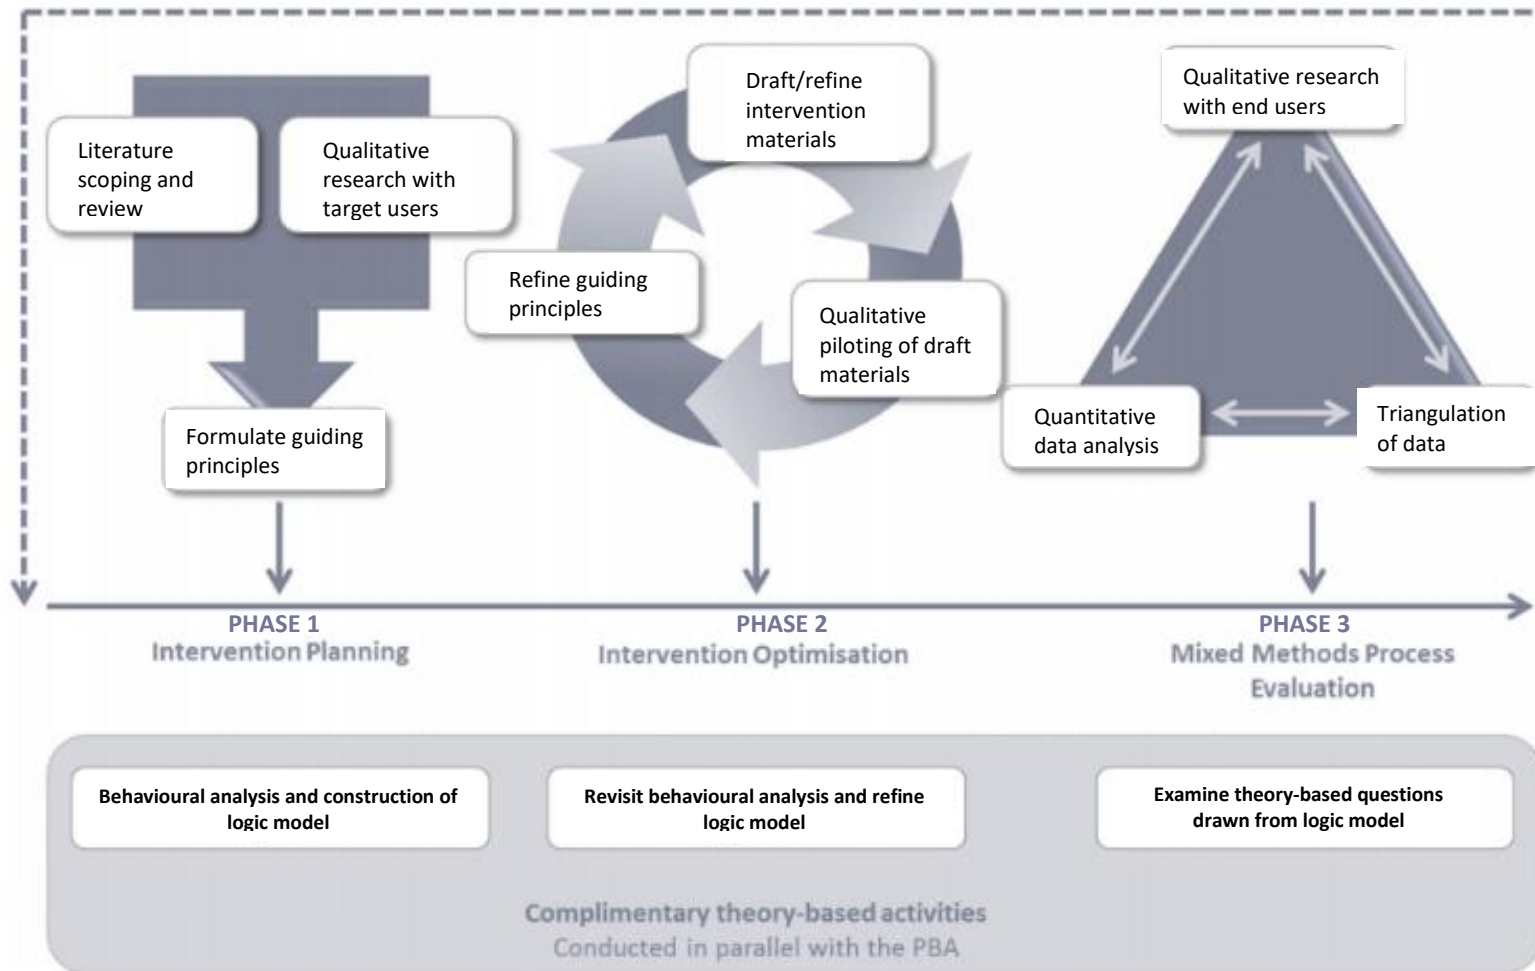 Literature
scoping and
review
Qualitative
research with
target users
Formulate guiding
principles
Draft/refine
intervention
materials
Refine guiding
principles
Qualitative
piloting of draft
materials
Qualitative research
with end users
Quantitative
data analysis
Triangulation
of data
PHASE 1
Intervention Planning
PHASE 2
Intervention Optimisation
PHASE 3
Mixed Methods Process
Evaluation
Behavioural analysis and construction of
logic model
Revisit behavioural analysis and refine
logic model
Examine theory-based questions
drawn from logic model
Complimentary theory-based activities
Conducted in parallel with the PBA